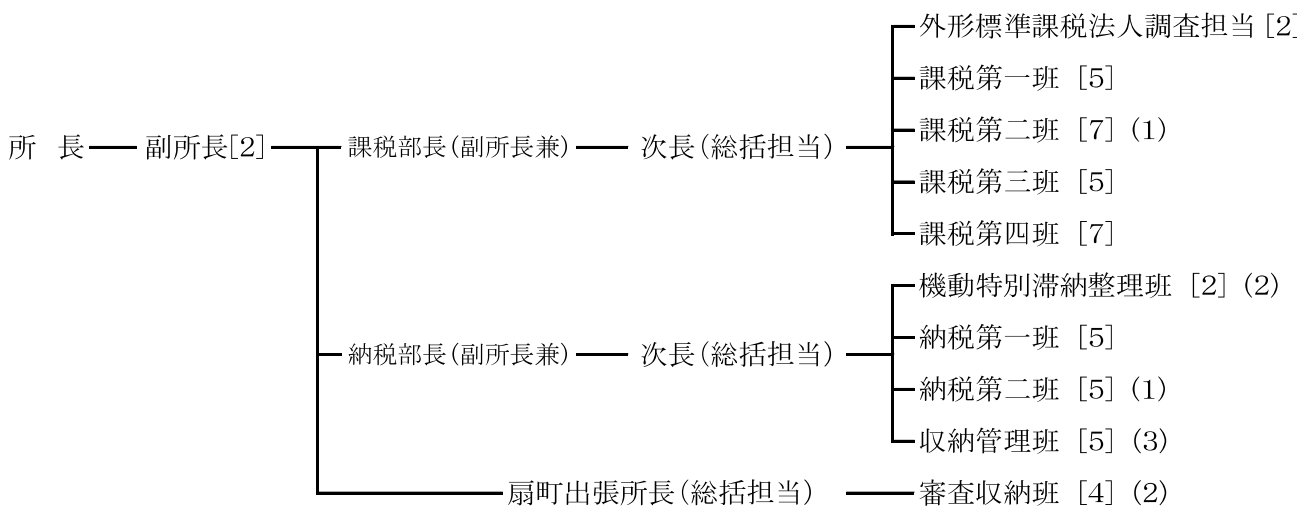 所　長
副所長[2]
課税部長(副所長兼)
次長(総括担当)
外形標準課税法人調査担当 [2]
課税第一班 [5]
課税第二班 [7] (1)
課税第三班 [5]
課税第四班 [7]
納税部長(副所長兼)
次長(総括担当)
機動特別滞納整理班 [2] (2)
納税第一班 [5]
納税第二班 [5] (1)
収納管理班 [5] (3)
扇町出張所長(総括担当)
審査収納班 [4] (2)